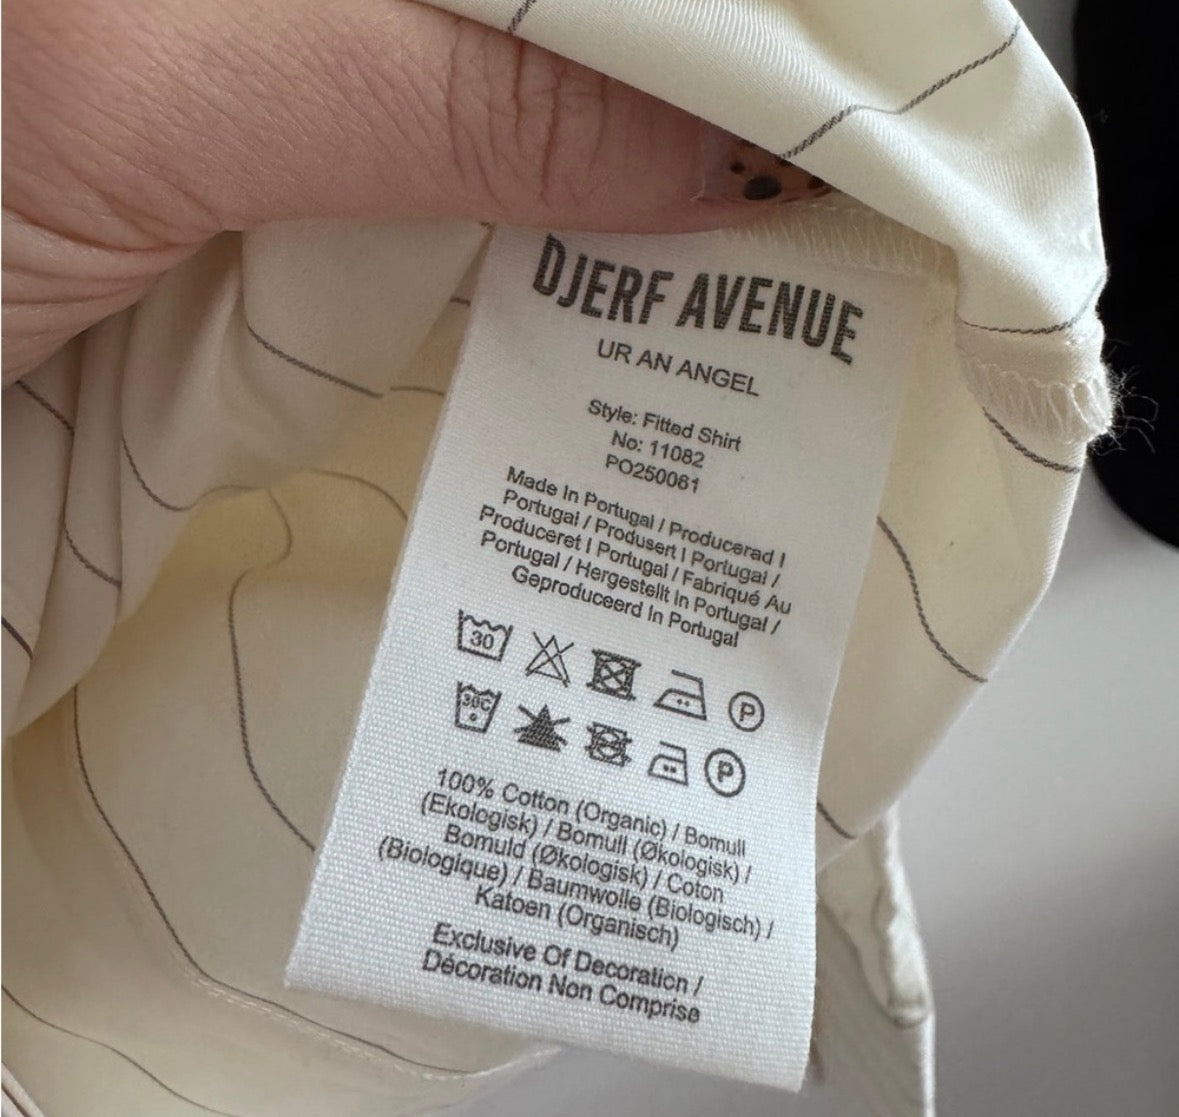 DJERF AVENUE
UR AN ANGEL
Style: Fitted Shirt
No: 11082
PO250061
Made In Portugal / Producerad I
Portugal / Produsert I Portugal /
Produceret I Portugal / Fabriqué Au
Portugal / Hergestellt In Portugal /
Geproduceerd In Portugal
30 P
30C P
100% Cotton (Organic) / Bomull
(Ekologisk) / Bomull (Økologisk) /
Bomuld (Økologisk) / Coton
(Biologique) / Baumwolle (Biologisch) /
Katoen (Organisch)
Exclusive Of Decoration /
Décoration Non Comprise